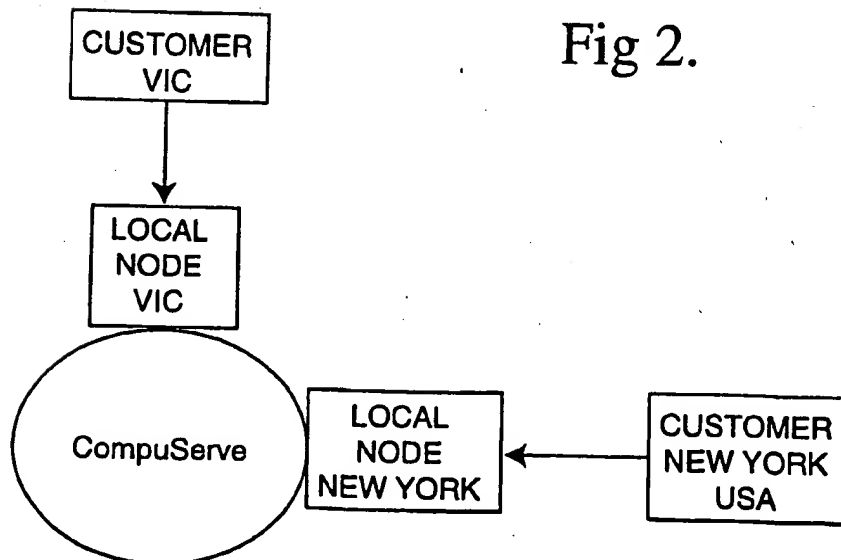 Fig 2.
CUSTOMER
VIC
LOCAL
NODE
VIC
CompuServe
LOCAL
NODE
NEW YORK
CUSTOMER
NEW YORK
USA